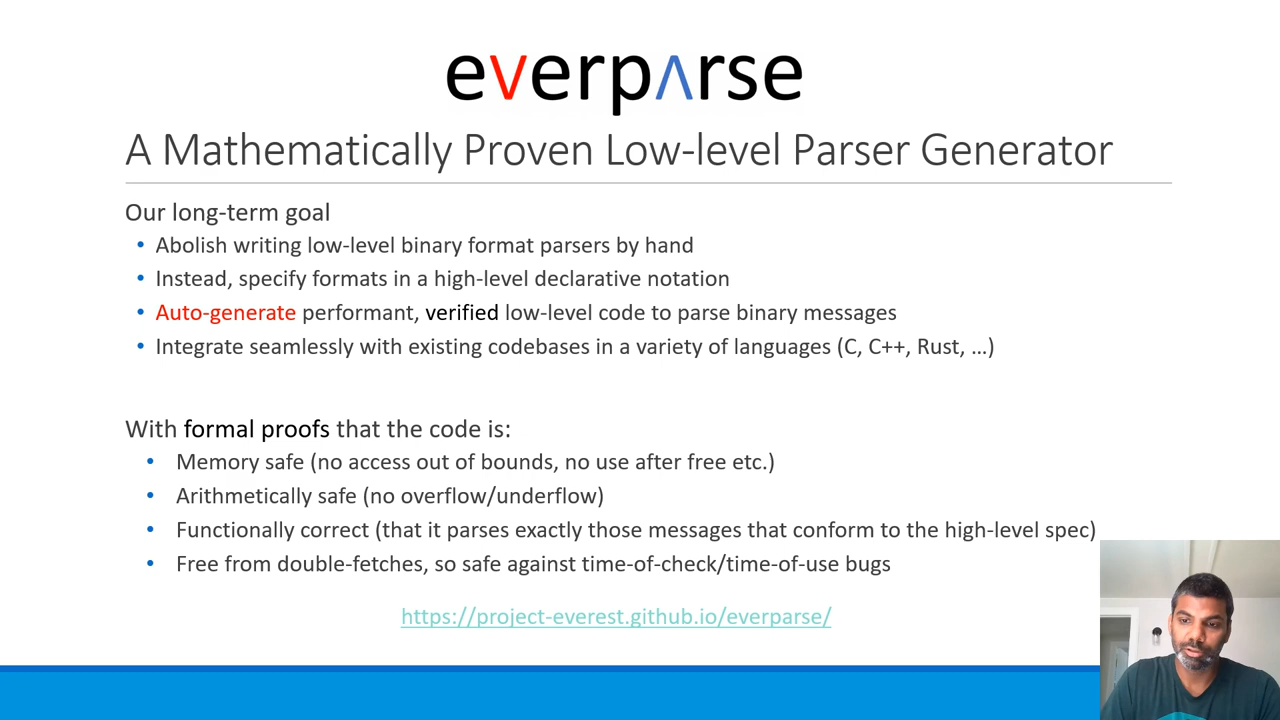 everpʌrse
A Mathematically Proven Low-level Parser Generator
Our long-term goal
• Abolish writing low-level binary format parsers by hand
• Instead, specify formats in a high-level declarative notation
• Auto-generate performant, verified low-level code to parse binary messages
• Integrate seamlessly with existing codebases in a variety of languages (C, C++, Rust, …)
With formal proofs that the code is:
• Memory safe (no access out of bounds, no use after free etc.)
• Arithmetically safe (no overflow/underflow)
• Functionally correct (that it parses exactly those messages that conform to the high-level spec)
• Free from double-fetches, so safe against time-of-check/time-of-use bugs
https://project-everest.github.io/everparse/